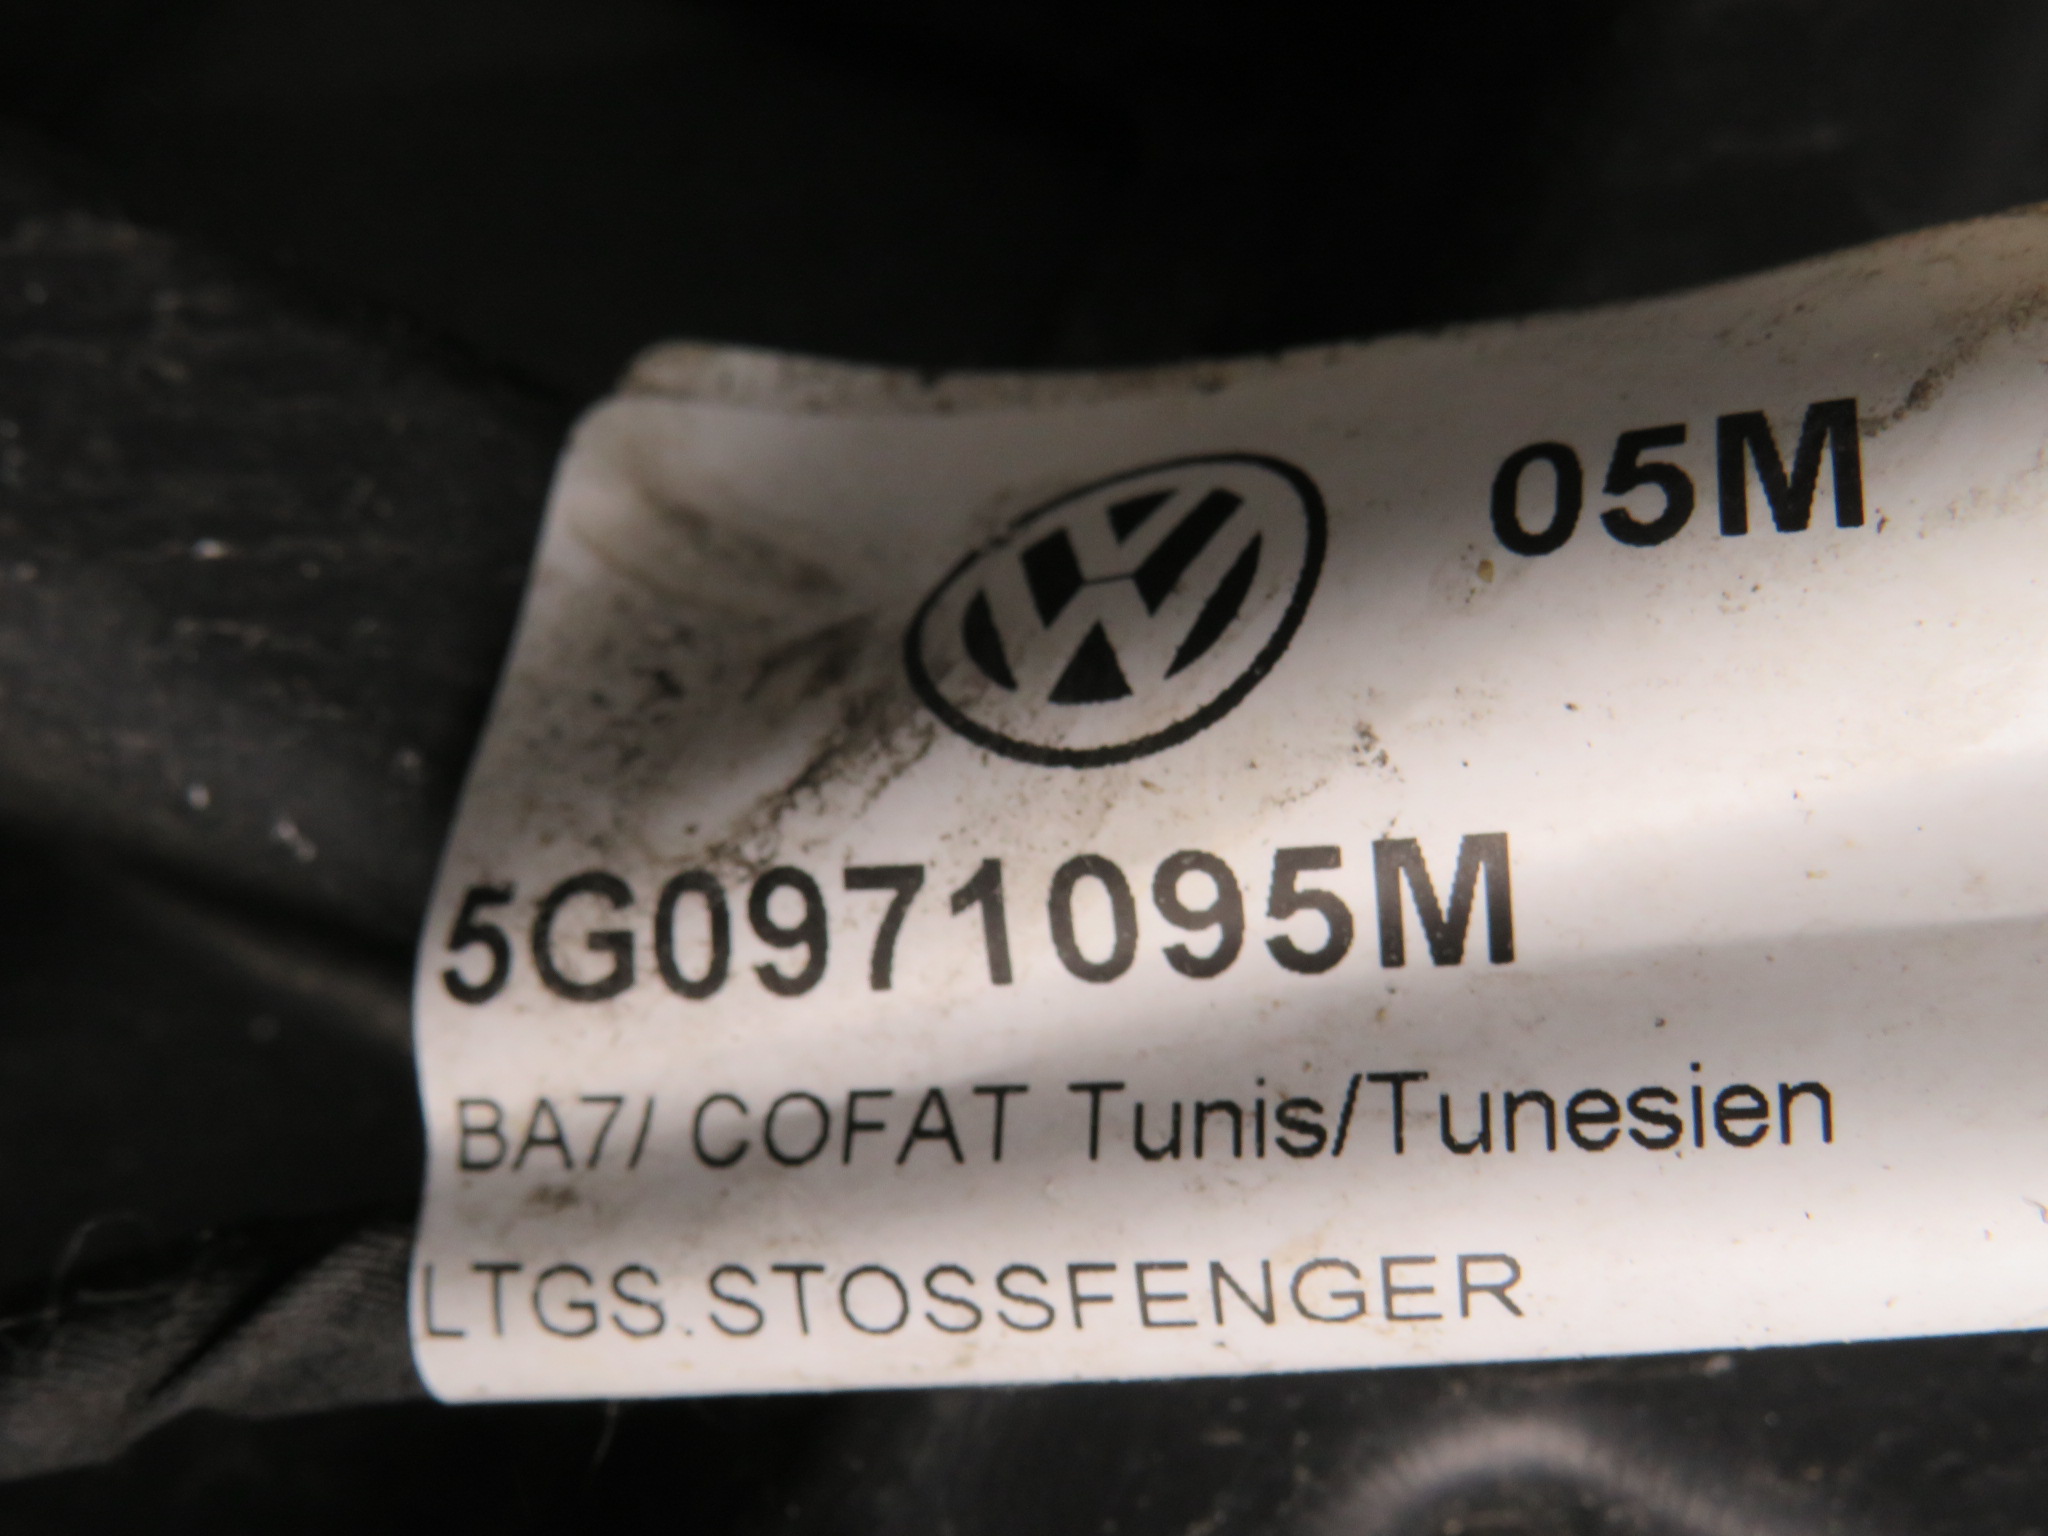 05M
5G0971095M
BA7/ COFAT Tunis/Tunesien
LTGS.STOSSFENGER